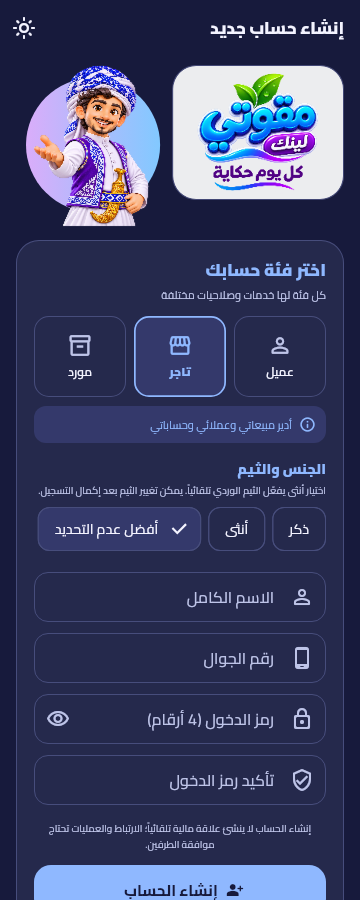 إنشاء حساب جديد
مقوتي
لينك
كل يوم حكاية
اختر فئة حسابك
كل فئة لها خدمات وصلاحيات مختلفة
عميل
تاجر
مورد
أدير مبيعاتي وعملائي وحساباتي
الجنس والثيم
اختيار أنثى يفعّل الثيم الوردي تلقائياً. يمكن تغيير الثيم بعد إكمال التسجيل.
ذكر
أنثى
أفضل عدم التحديد
الاسم الكامل
رقم الجوال
رمز الدخول (4 أرقام)
تأكيد رمز الدخول
إنشاء الحساب لا ينشئ علاقة مالية تلقائياً؛ الارتباط والعمليات تحتاج
موافقة الطرفين.
إنشاء الحساب